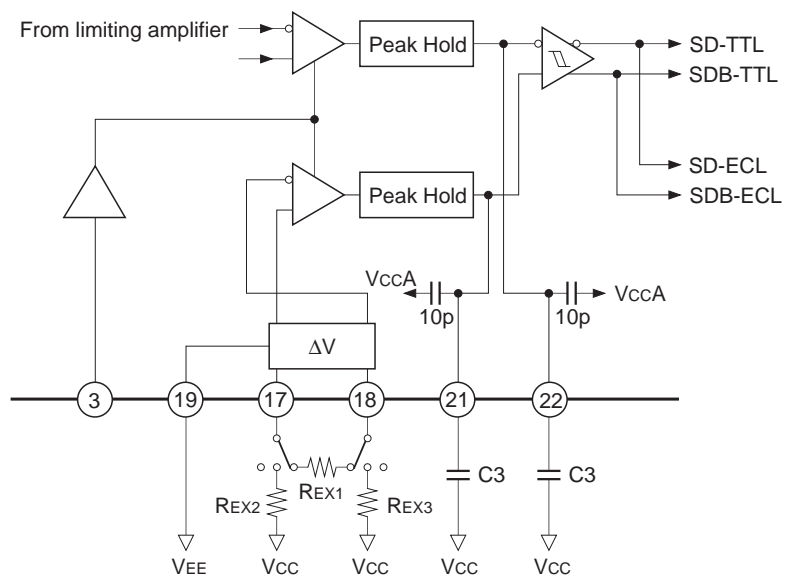 From limiting amplifier
Peak Hold
SD-TTL
SDB-TTL
SD-ECL
SDB-ECL
Peak Hold
VCCA
10p
10p
VCCA
ΔV
3
19
17
18
21
22
REX1
C3
C3
REX2
REX3
VEE
VCC
VCC
VCC
VCC